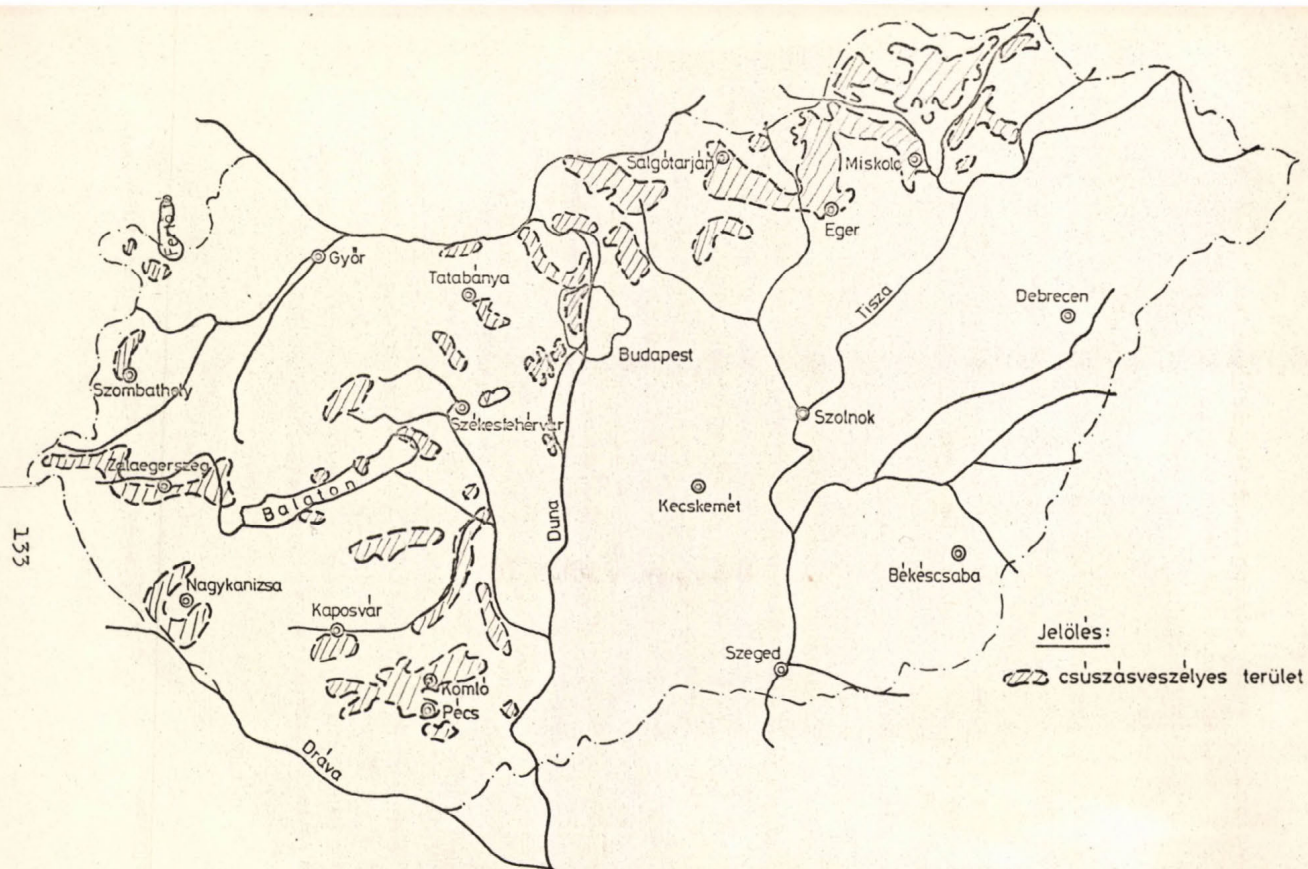 Salgótarján
Miskolc
Eger
Fertő
Győr
Tatabánya
Tisza
Debrecen
Budapest
Szombathely
Székesfehérvár
Szolnok
Zalaegerszeg
Balaton
Duna
Kecskemét
133
Békéscsaba
Nagykanizsa
Kaposvár
Jelölés:
Szeged
csúszásveszélyes terület
Komló
Pécs
Dráva